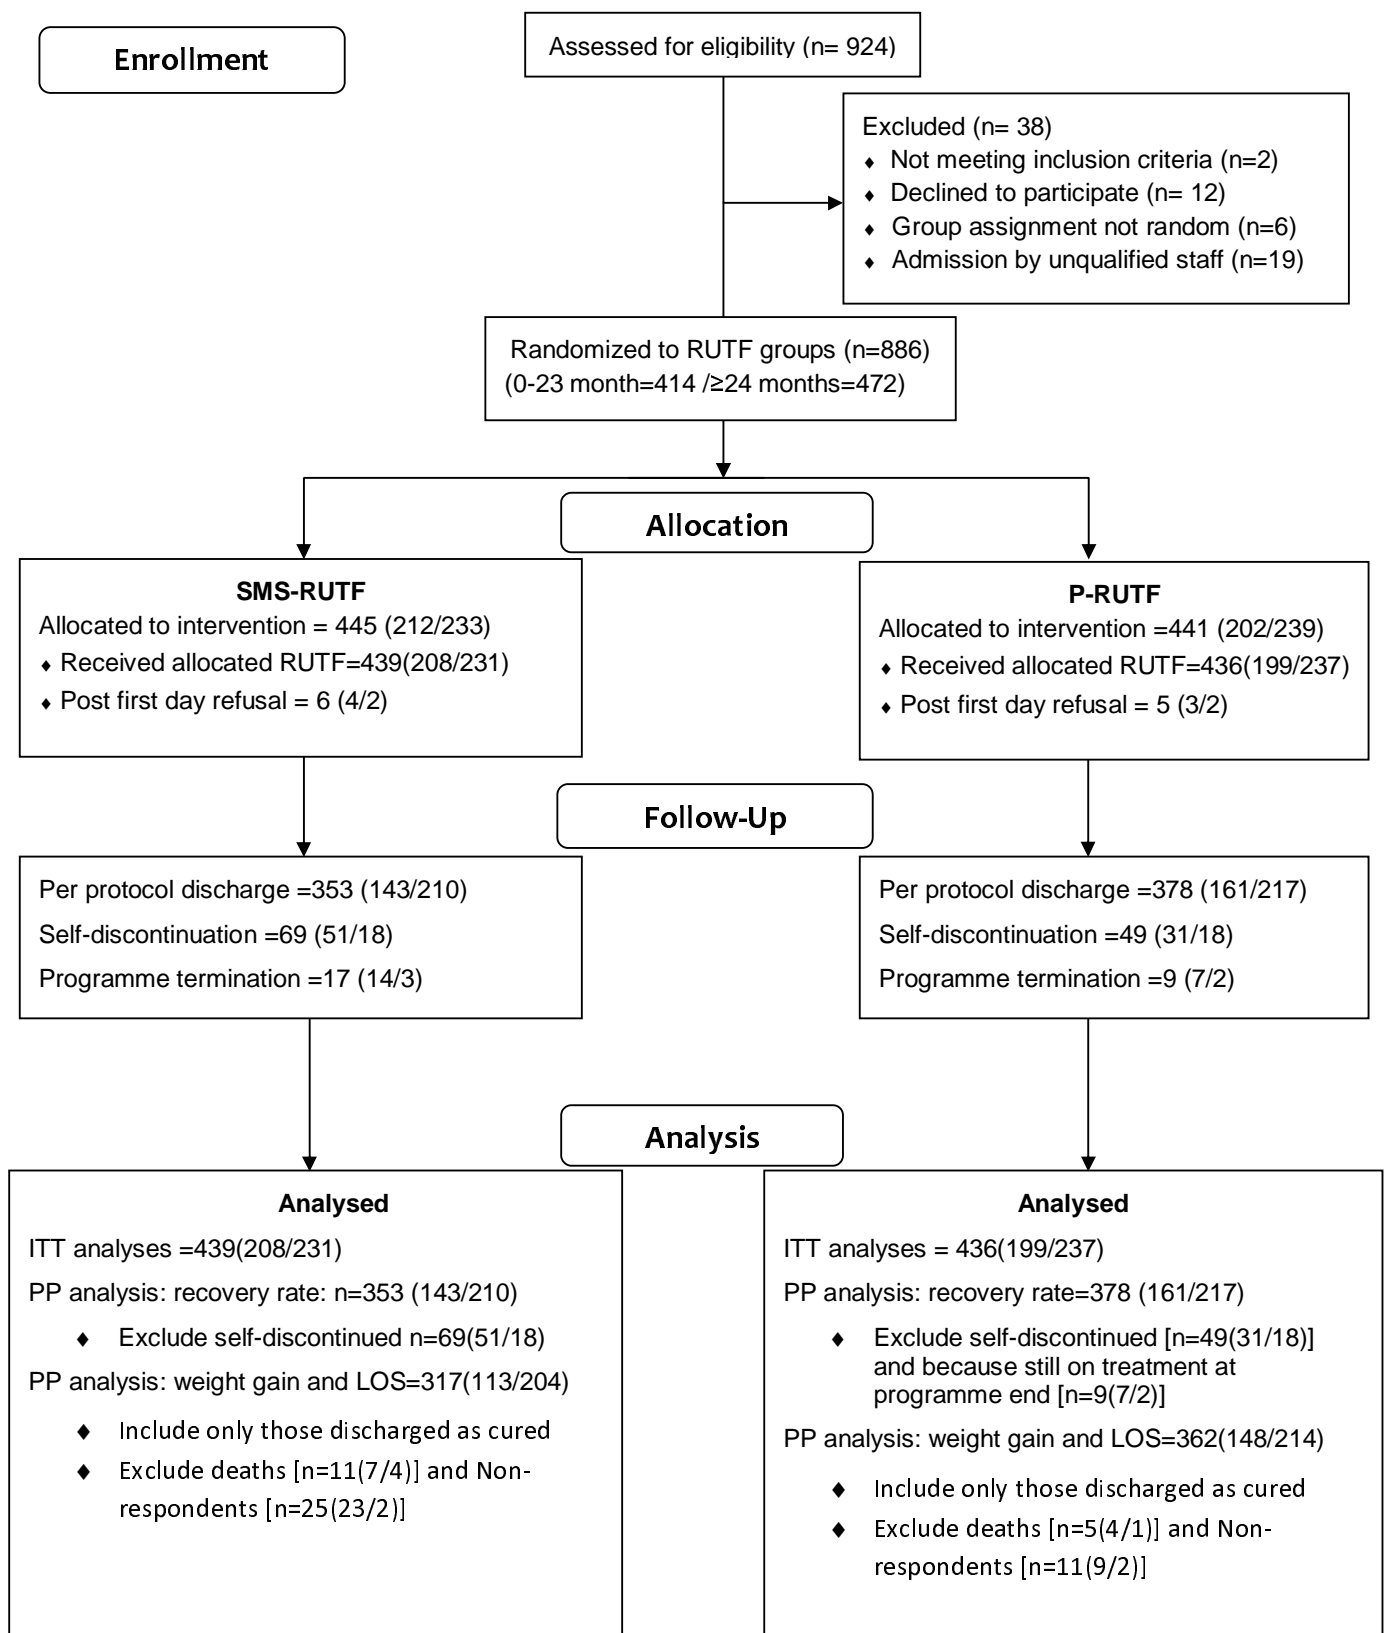 Enrollment
Assessed for eligibility (n= 924)
Excluded (n= 38)
♦ Not meeting inclusion criteria (n=2)
♦ Declined to participate (n= 12)
♦ Group assignment not random (n=6)
♦ Admission by unqualified staff (n=19)
Randomized to RUTF groups (n=886)
(0-23 month=414 /≥24 months=472)
Allocation
SMS-RUTF
Allocated to intervention = 445 (212/233)
♦ Received allocated RUTF=439(208/231)
♦ Post first day refusal = 6 (4/2)
P-RUTF
Allocated to intervention =441 (202/239)
♦ Received allocated RUTF=436(199/237)
♦ Post first day refusal = 5 (3/2)
Follow-Up
Per protocol discharge =353 (143/210)
Self-discontinuation =69 (51/18)
Programme termination =17 (14/3)
Per protocol discharge =378 (161/217)
Self-discontinuation =49 (31/18)
Programme termination =9 (7/2)
Analysis
Analysed
ITT analyses =439(208/231)
PP analysis: recovery rate: n=353 (143/210)
♦ Exclude self-discontinued n=69(51/18)
PP analysis: weight gain and LOS=317(113/204)
♦ Include only those discharged as cured
♦ Exclude deaths [n=11(7/4)] and Non-
respondents [n=25(23/2)]
Analysed
ITT analyses = 436(199/237)
PP analysis: recovery rate=378 (161/217)
♦ Exclude self-discontinued [n=49(31/18)]
and because still on treatment at
programme end [n=9(7/2)]
PP analysis: weight gain and LOS=362(148/214)
♦ Include only those discharged as cured
♦ Exclude deaths [n=5(4/1)] and Non-
respondents [n=11(9/2)]